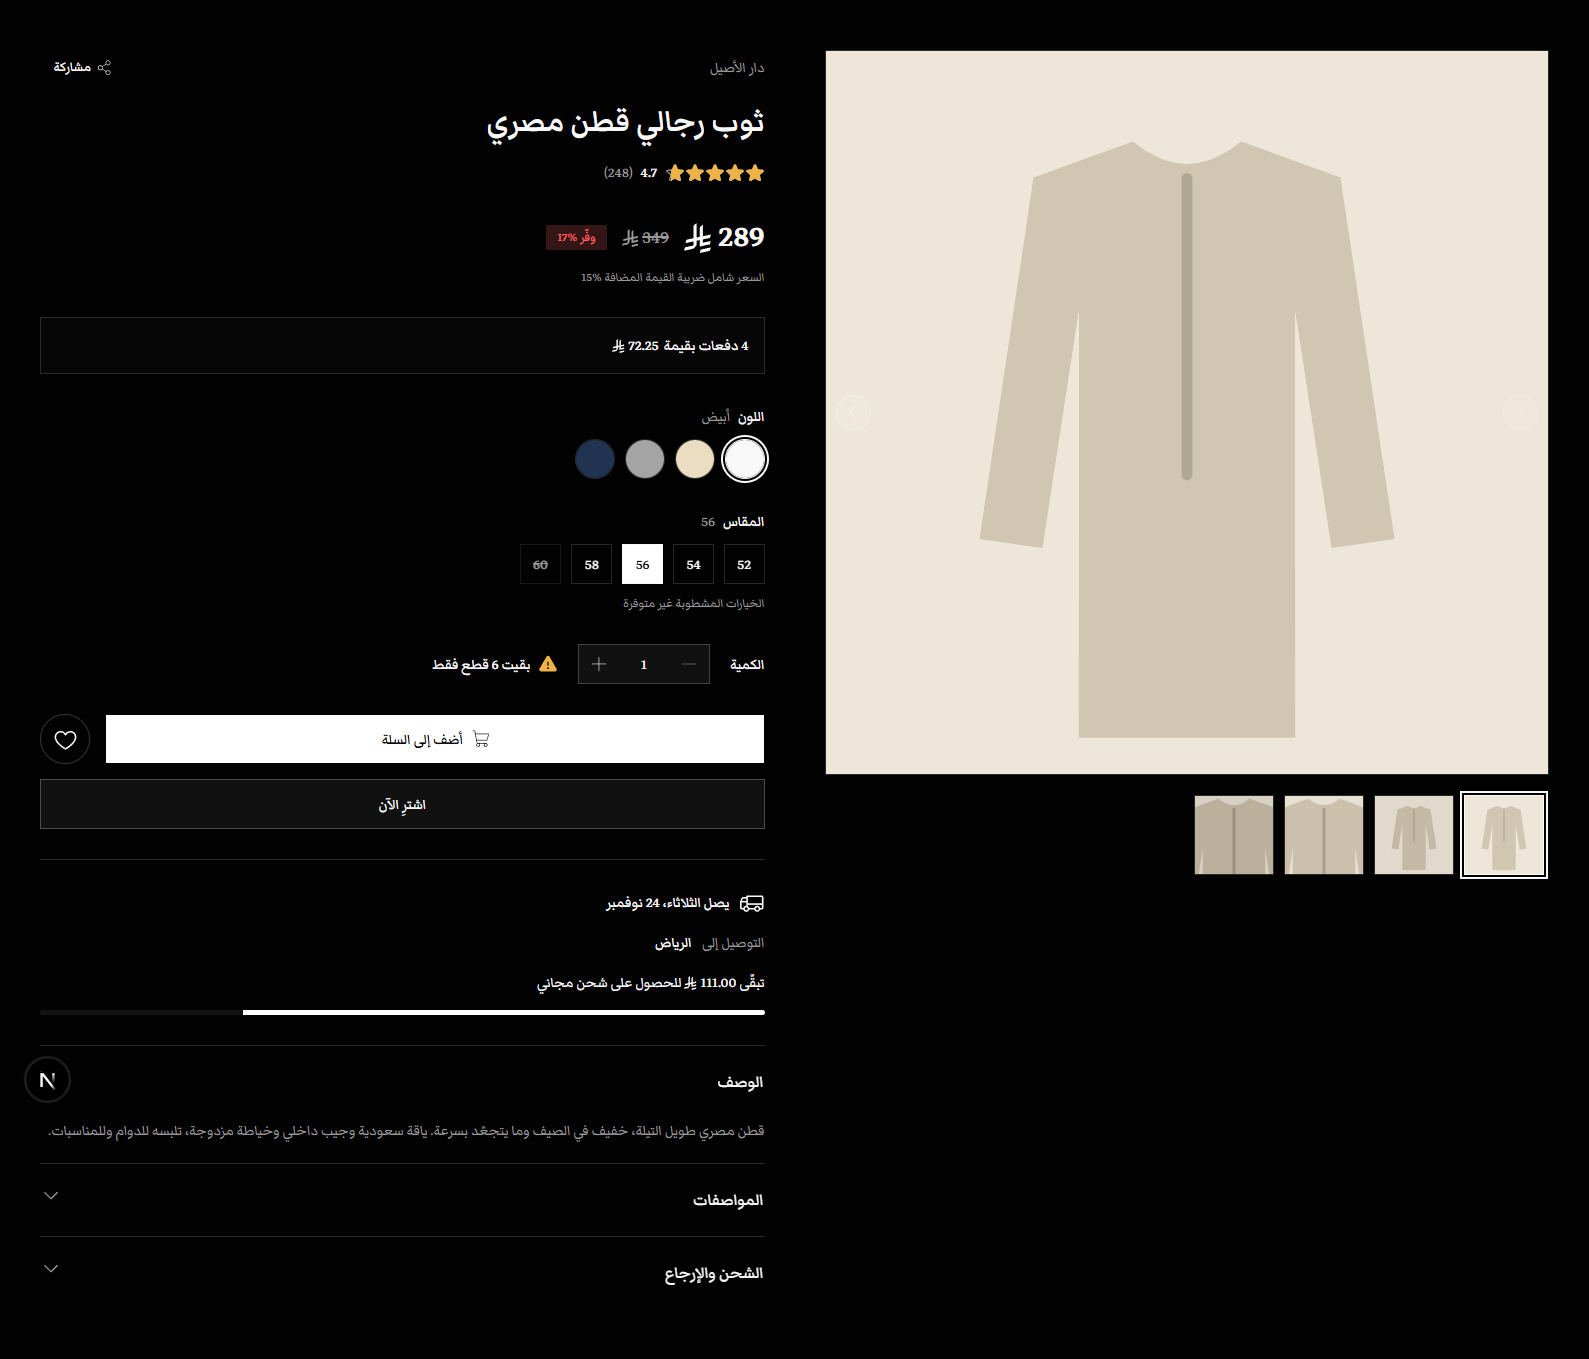 دار الأصيل
مشاركة
ثوب رجالي قطن مصري
4.7 (248)
289 349 وفّر 17%
السعر شامل ضريبة القيمة المضافة 15%
4 دفعات بقيمة 72.25
اللون أبيض
المقاس 56
52 54 56 58 60
الخيارات المشطوبة غير متوفرة
الكمية 1 بقيت 6 قطع فقط
أضف إلى السلة
اشترِ الآن
يصل الثلاثاء، 24 نوفمبر
التوصيل إلى الرياض
تبقّى 111.00 للحصول على شحن مجاني
N
الوصف
قطن مصري طويل التيلة، خفيف في الصيف وما يتجعّد بسرعة. ياقة سعودية وجيب داخلي وخياطة مزدوجة، تلبسه للدوام وللمناسبات.
المواصفات
الشحن والإرجاع